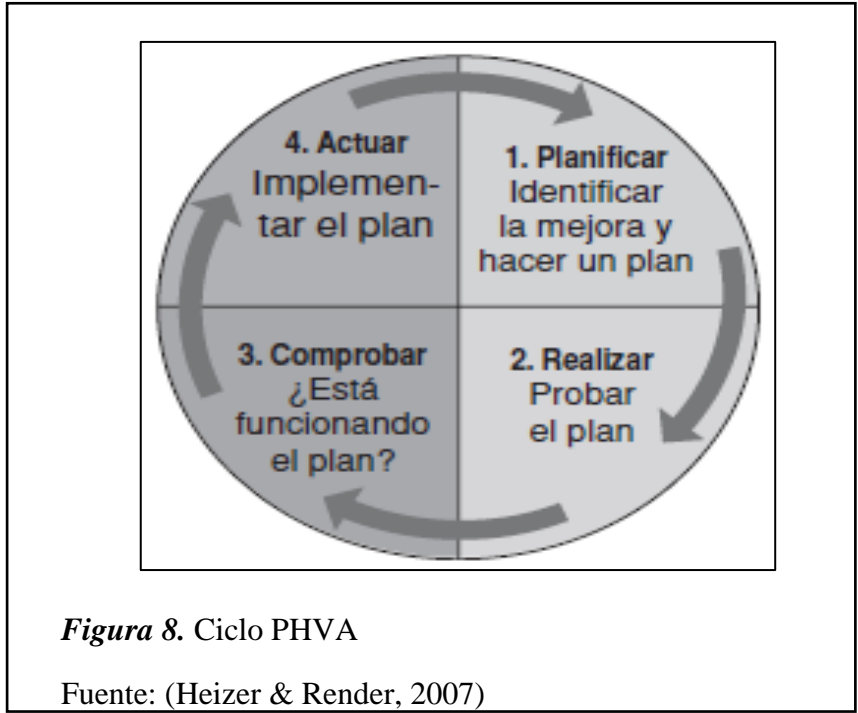 4. Actuar
Implemen-
tar el plan
1. Planificar
Identificar
la mejora y
hacer un plan
3. Comprobar
¿Está
funcionando
el plan?
2. Realizar
Probar
el plan
Figura 8. Ciclo PHVA
Fuente: (Heizer & Render, 2007)